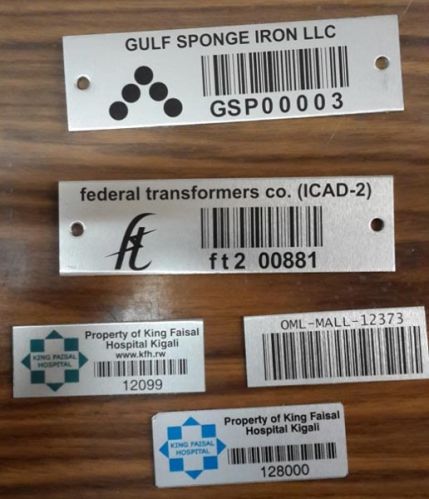 GULF SPONGE IRON LLC
GSP00003
federal transformers co. (ICAD-2)
ft
ft2 00881
Property of King Faisal
Hospital Kigali
www.kfh.rw
KING FAISAL
HOSPITAL
12099
OML-MALL-12373
Property of King Faisal
Hospital Kigali
KING FAISAL
HOSPITAL
128000